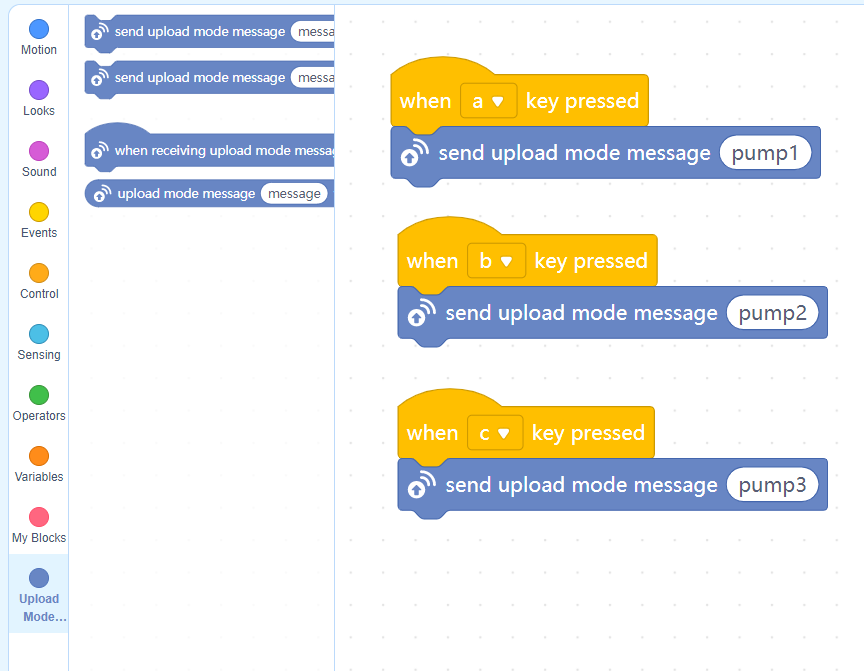 Motion
Looks
Sound
Events
Control
Sensing
Operators
Variables
My Blocks
Upload
Mode...
send upload mode message messa
send upload mode message messa
when receiving upload mode messa
upload mode message message
when a key pressed
send upload mode message pump1
when b key pressed
send upload mode message pump2
when c key pressed
send upload mode message pump3